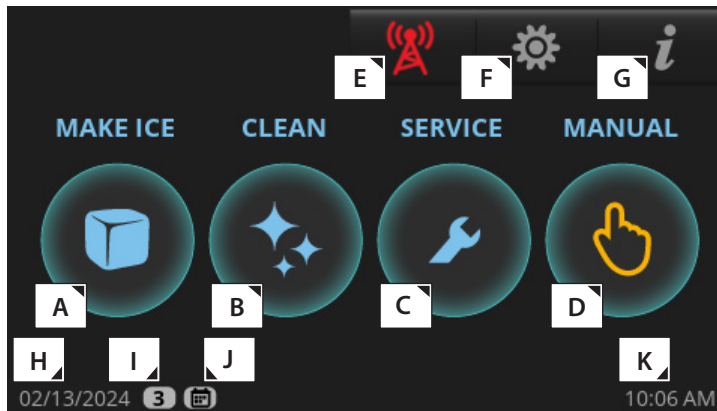 E F G
MAKE ICE CLEAN SERVICE MANUAL
A B C D
H I J K
02/13/2024 3 10:06 AM